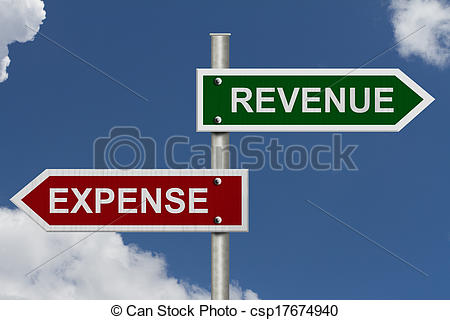 REVENUE
EXPENSE
© Can Stock Photo - csp17674940